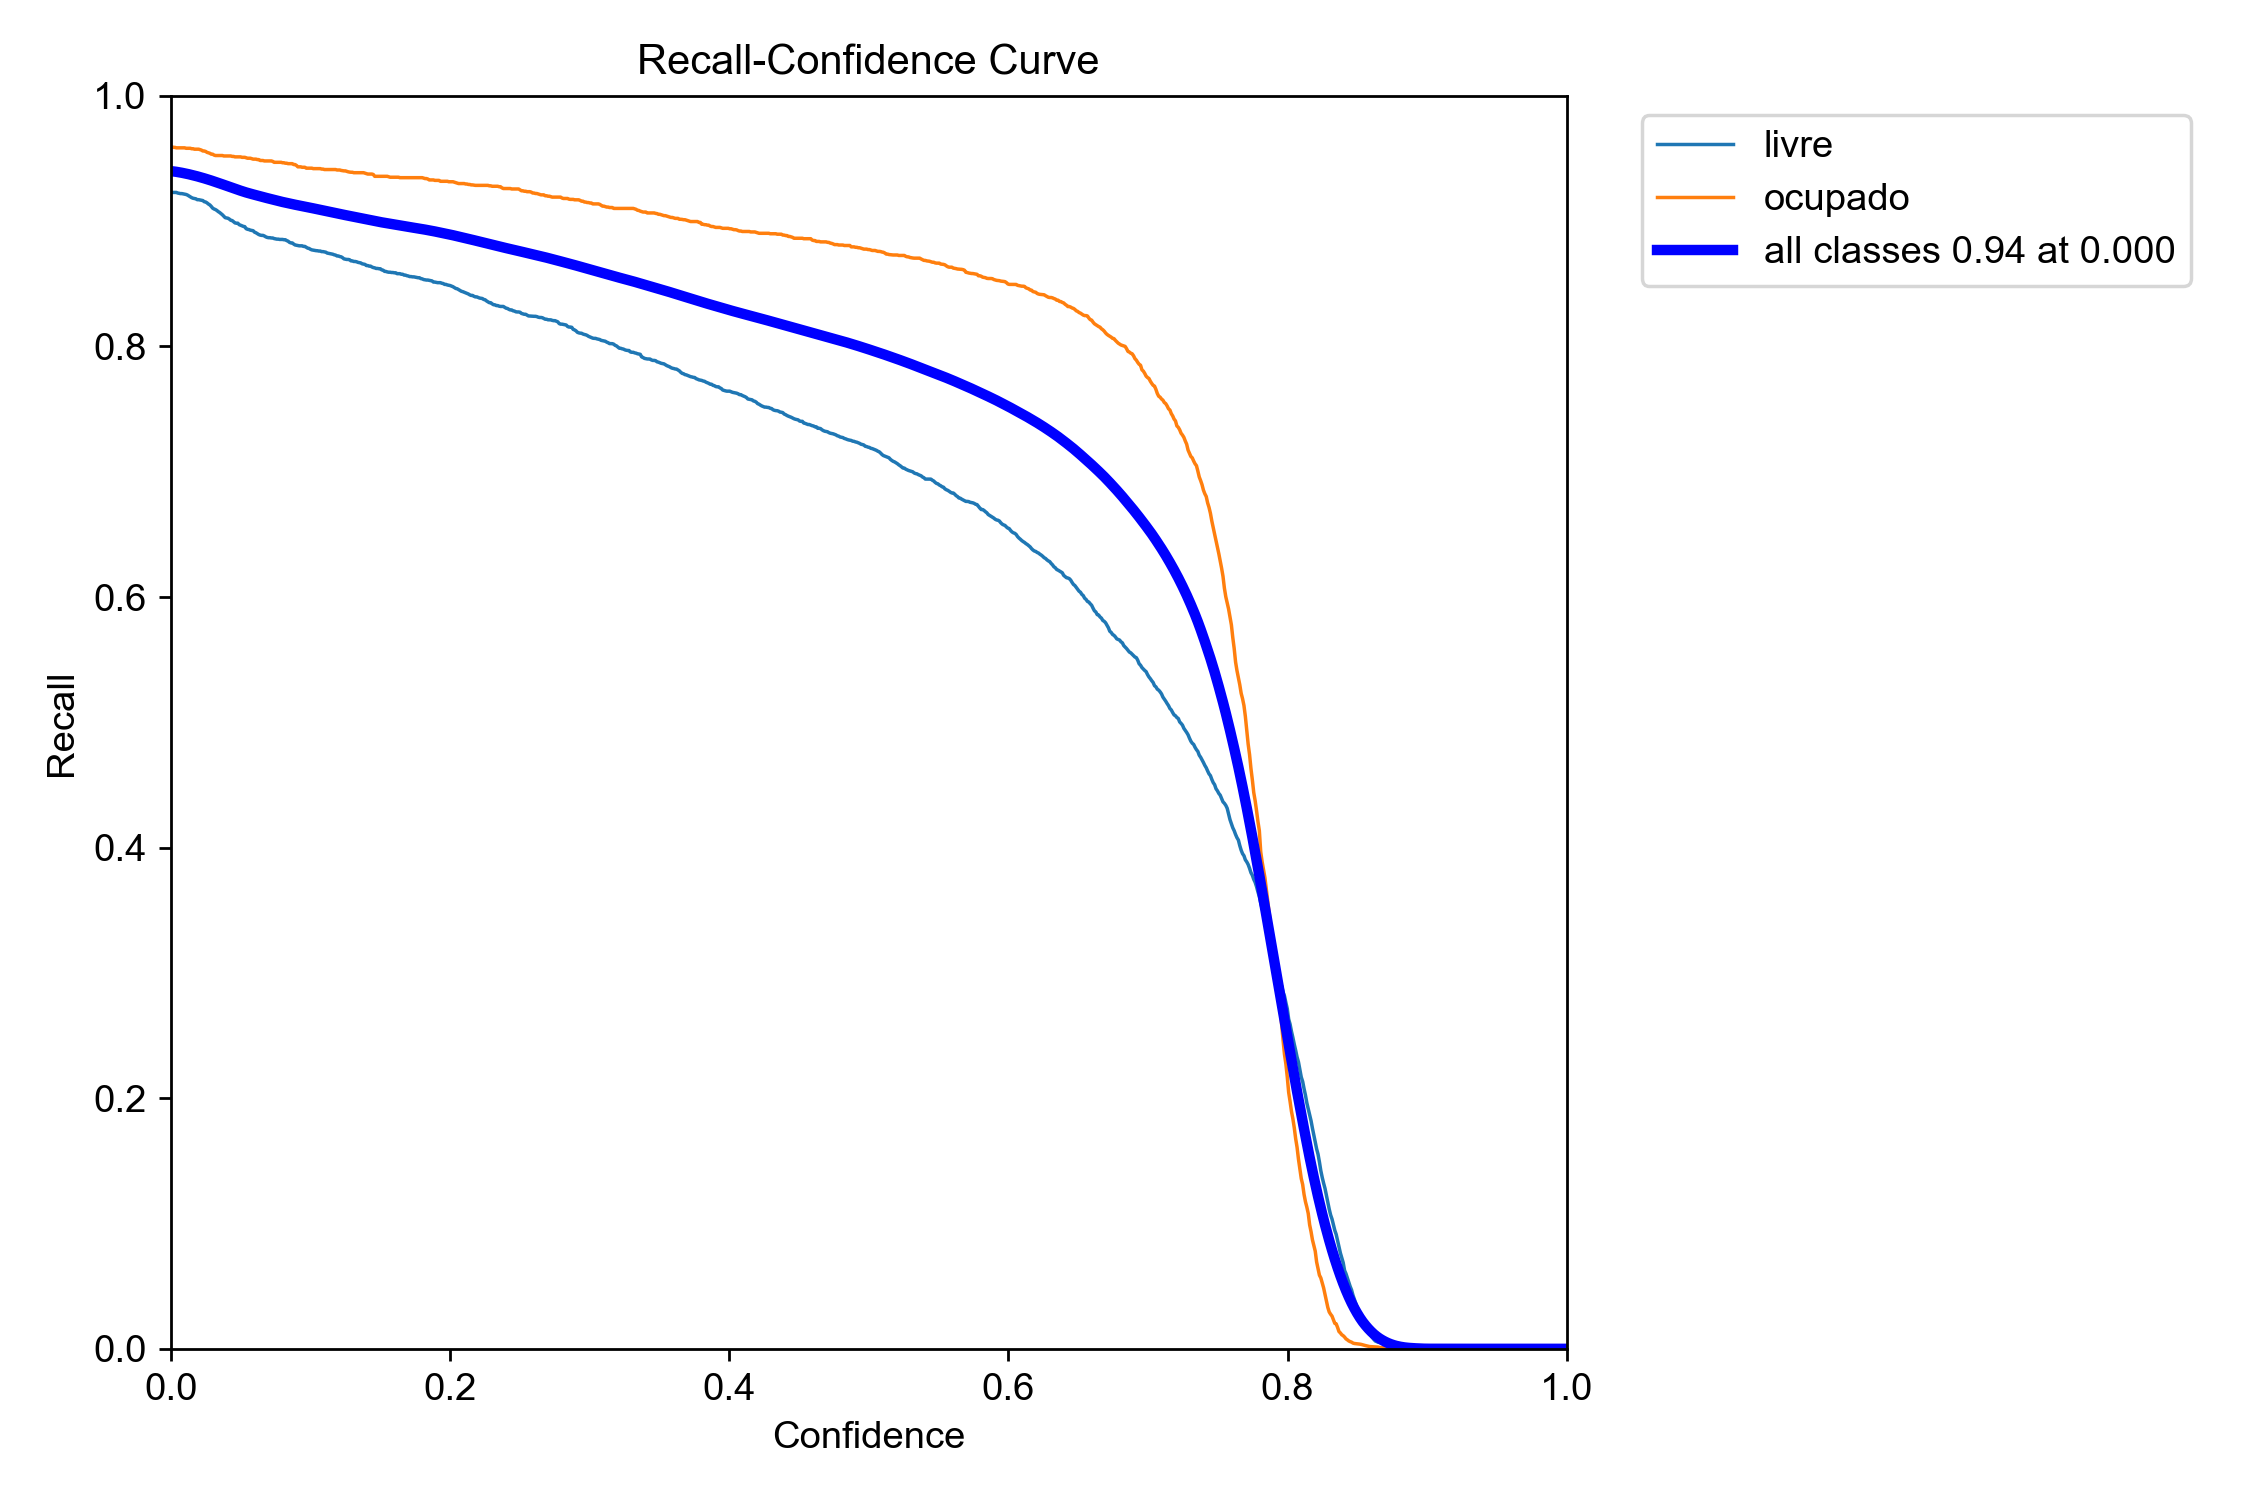 Recall-Confidence Curve
1.0
0.8
0.6
0.4
0.2
0.0
Recall
0.0 0.2 0.4 0.6 0.8 1.0
Confidence
livre
ocupado
all classes 0.94 at 0.000